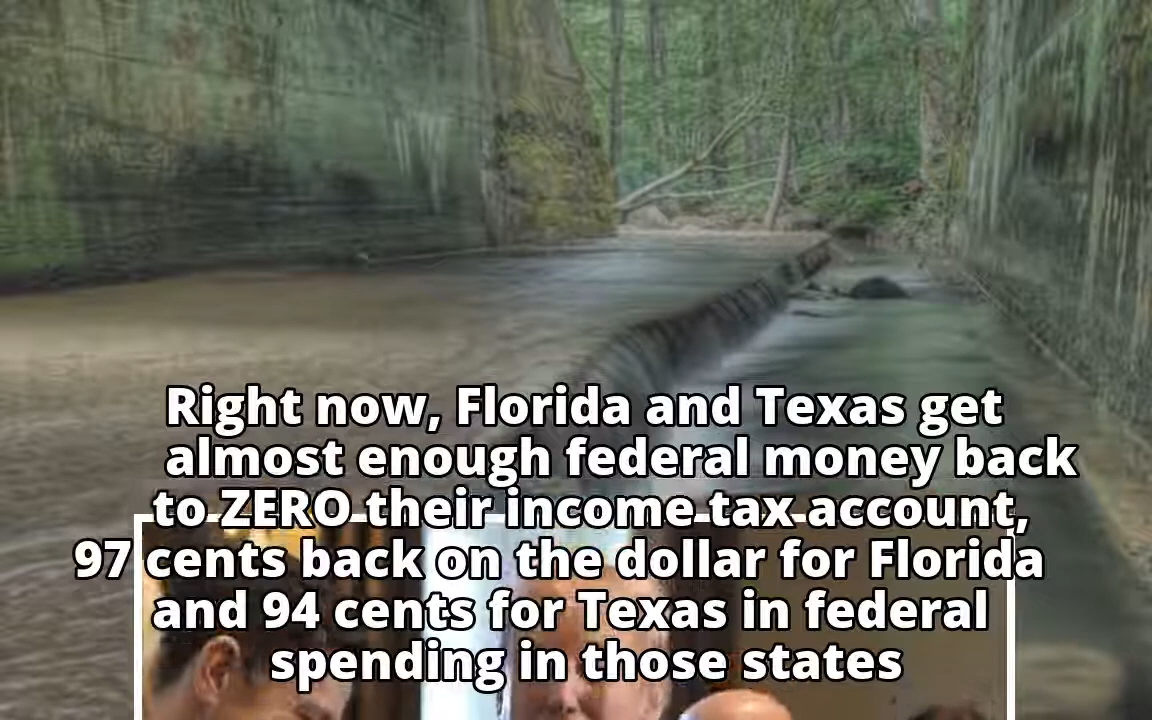 Right now, Florida and Texas get
almost enough federal money back
to ZERO their income tax account,
97 cents back on the dollar for Florida
and 94 cents for Texas in federal
spending in those states